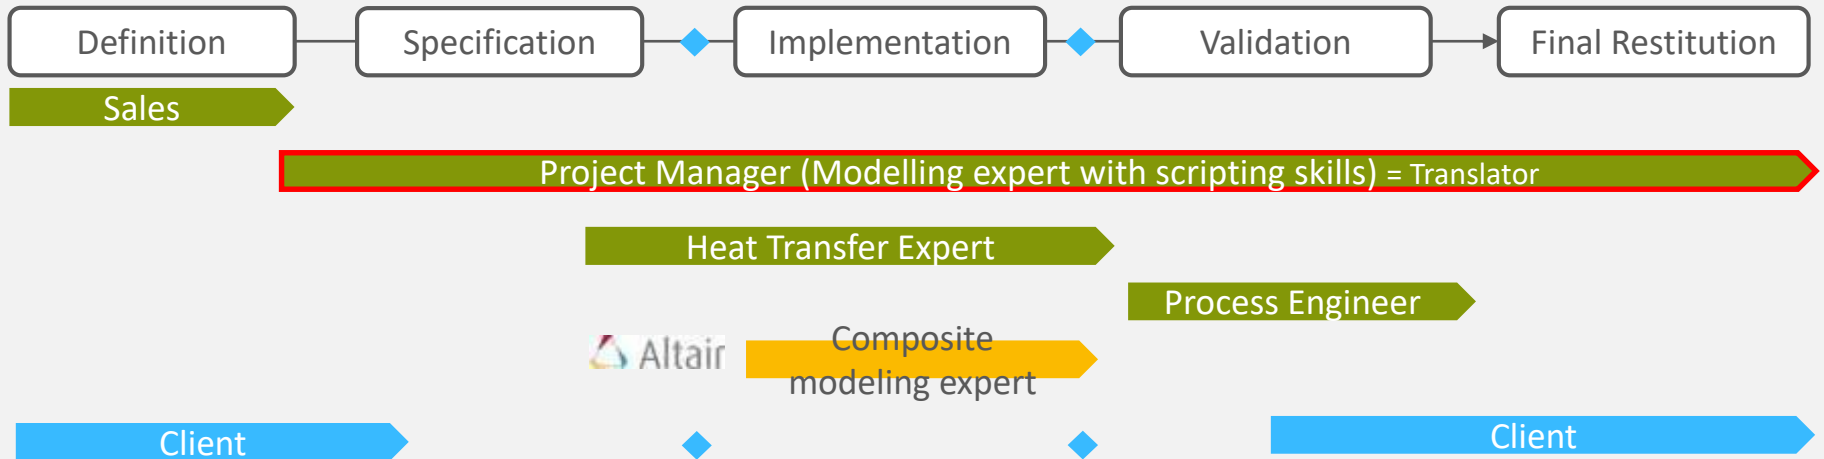 Definition
Specification
Implementation
Validation
Final Restitution
Sales
Project Manager (Modelling expert with scripting skills) = Translator
Heat Transfer Expert
Process Engineer
Altair
Composite
modeling expert
Client
Client